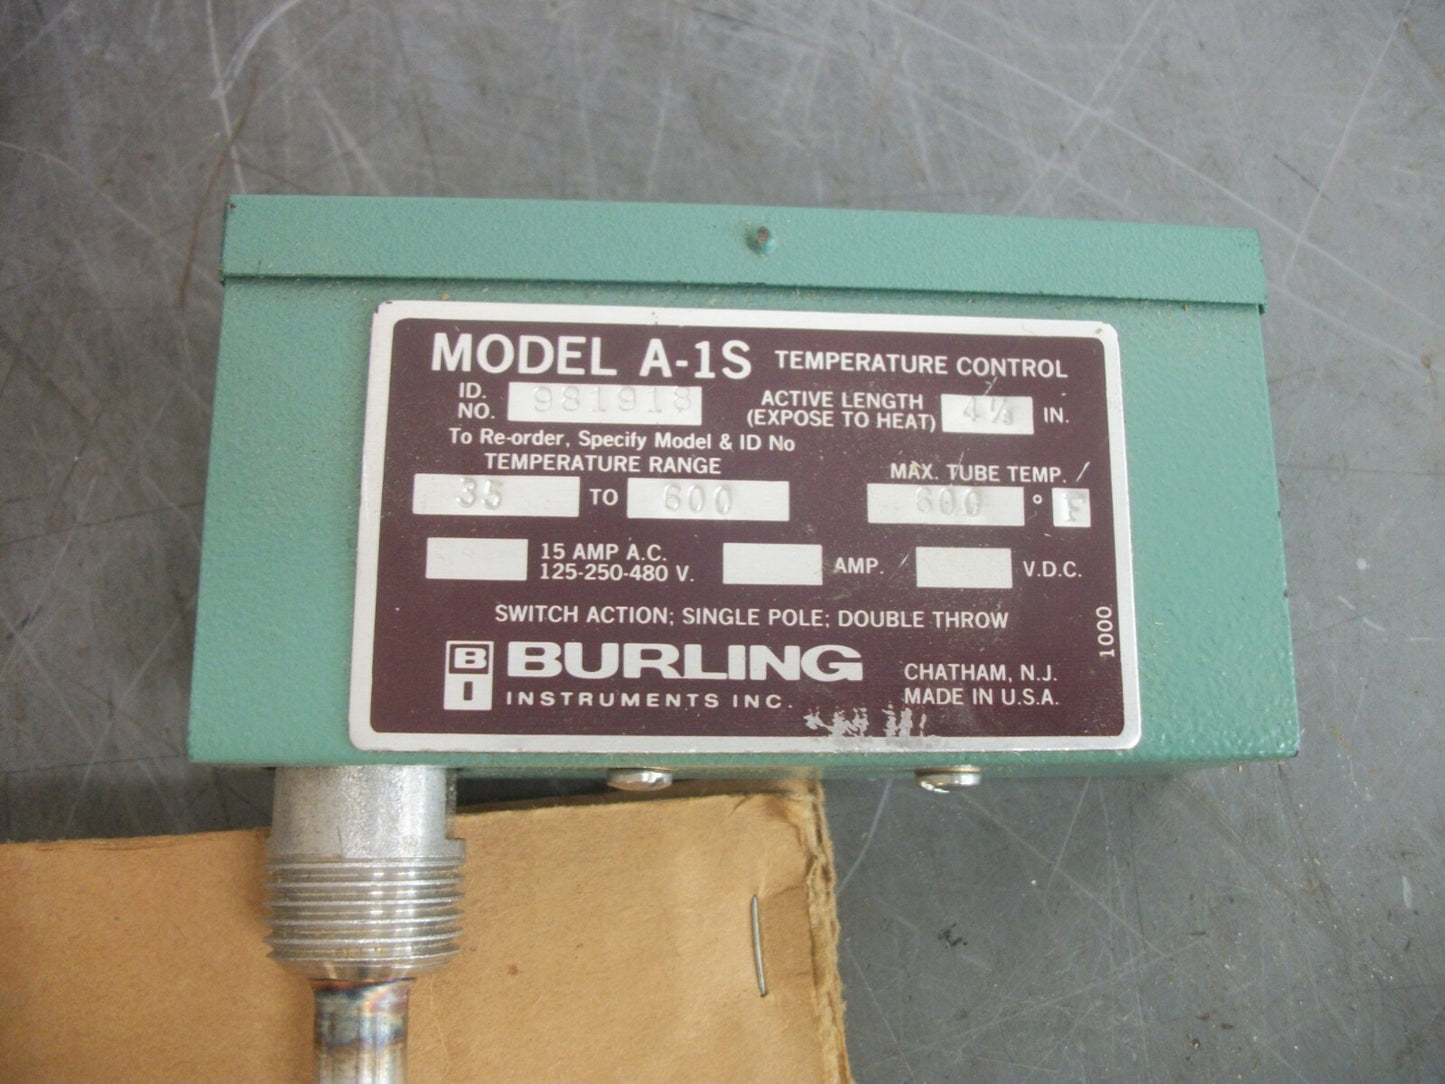 MODEL A-1S TEMPERATURE CONTROL
ID. NO. 981918 ACTIVE LENGTH (EXPOSE TO HEAT) IN.
To Re-order, Specify Model & ID No
TEMPERATURE RANGE MAX. TUBE TEMP.
35 TO 600 600 ° F
15 AMP A.C. 125-250-480 V. AMP. V.D.C.
SWITCH ACTION; SINGLE POLE; DOUBLE THROW
1000
BI BURLING INSTRUMENTS INC.
CHATHAM, N.J.
MADE IN U.S.A.